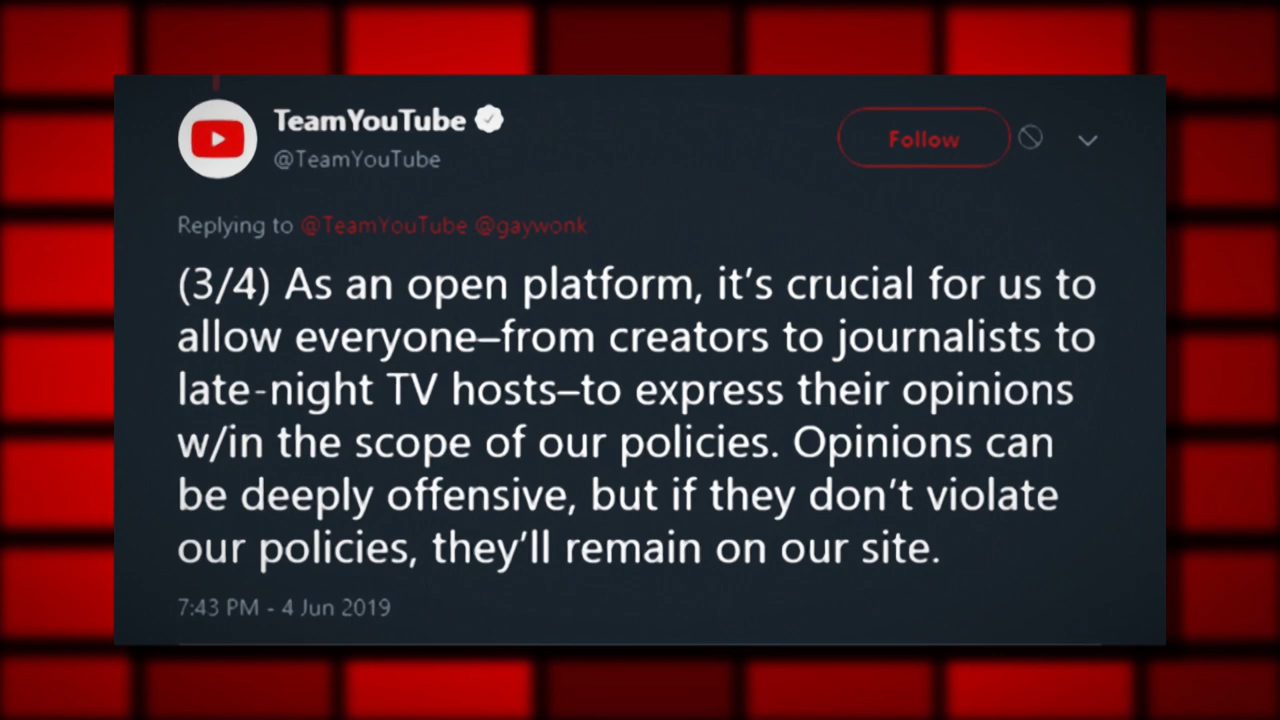 TeamYouTube
@TeamYouTube
Follow
Replying to @TeamYouTube @gaywonk
(3/4) As an open platform, it’s crucial for us to
allow everyone–from creators to journalists to
late-night TV hosts–to express their opinions
w/in the scope of our policies. Opinions can
be deeply offensive, but if they don’t violate
our policies, they’ll remain on our site.
7:43 PM - 4 Jun 2019